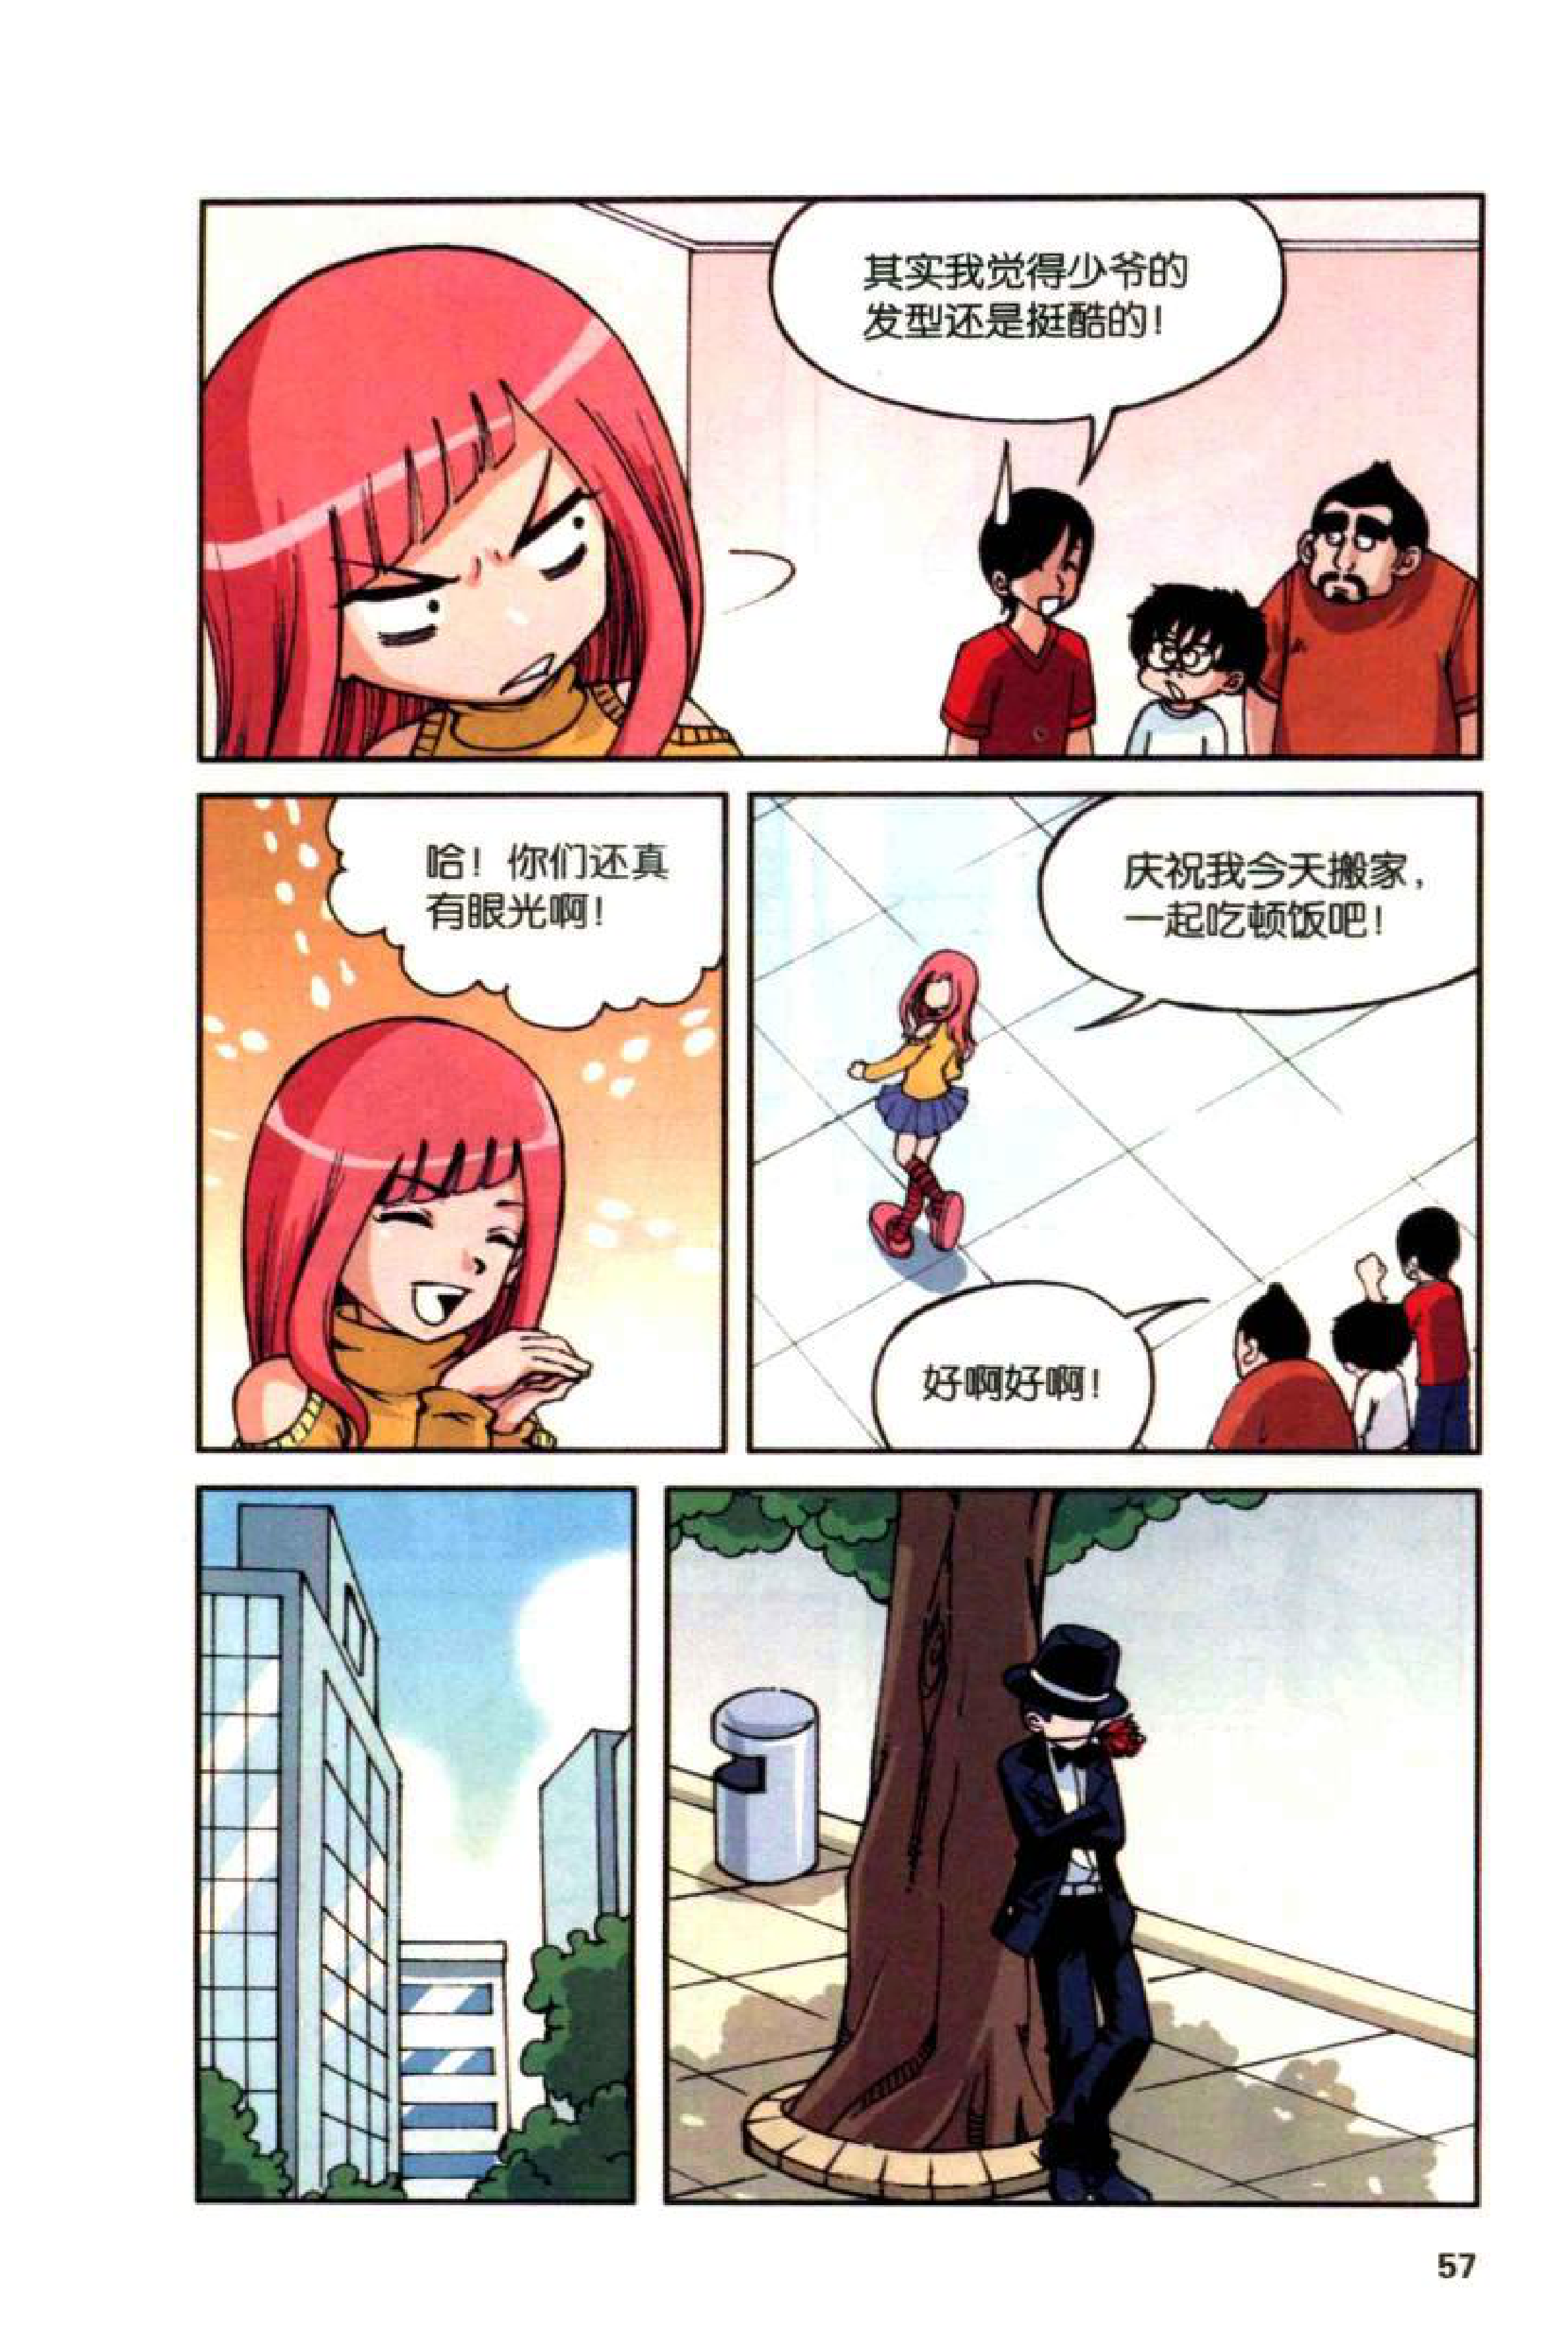 其实我觉得少爷的
发型还是挺酷的！
哈！你们还真
有眼光啊！
庆祝我今天搬家，
一起吃顿饭吧！
好啊好啊！
57